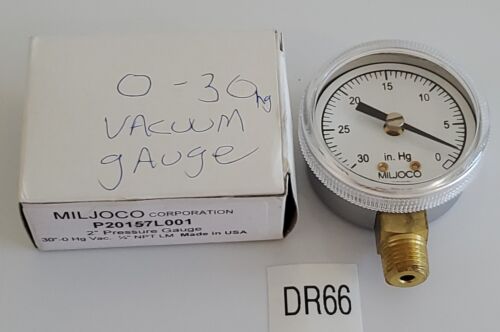 0-30 hg
VACUUM
gAUgE
MILJOCO CORPORATION
P20157L001
2" Pressure Gauge
30"-0 Hg Vac. ¼" NPT LM Made in USA
15
20 10
25 5
30 in. Hg 0
MILJOCO
DR66